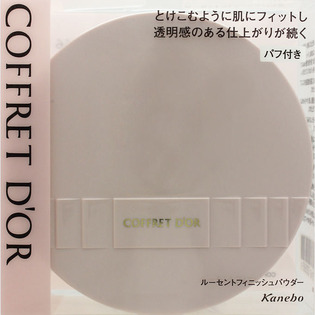 COFFRET D'OR
とけこむように肌にフィットし
透明感のある仕上がりが続く
パフ付き
COFFRET D'OR
ルーセントフィニッシュパウダー
Kanebo